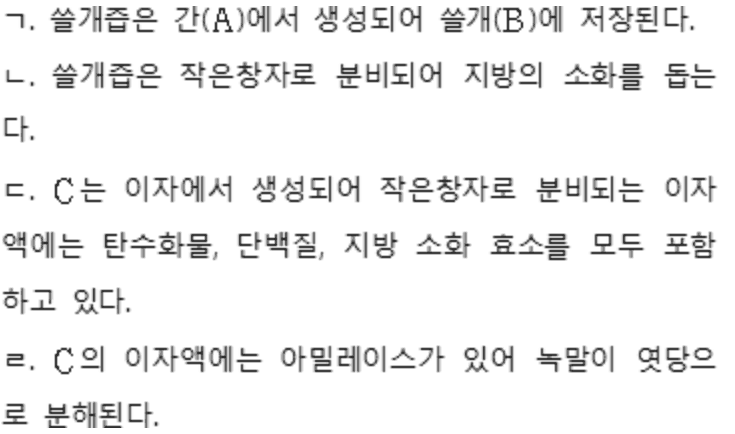 ㄱ. 쓸개즙은 간(A)에서 생성되어 쓸개(B)에 저장된다.
ㄴ. 쓸개즙은 작은창자로 분비되어 지방의 소화를 돕는
다.
ㄷ. C는 이자에서 생성되어 작은창자로 분비되는 이자
액에는 탄수화물, 단백질, 지방 소화 효소를 모두 포함
하고 있다.
ㄹ. C의 이자액에는 아밀레이스가 있어 녹말이 엿당으
로 분해된다.